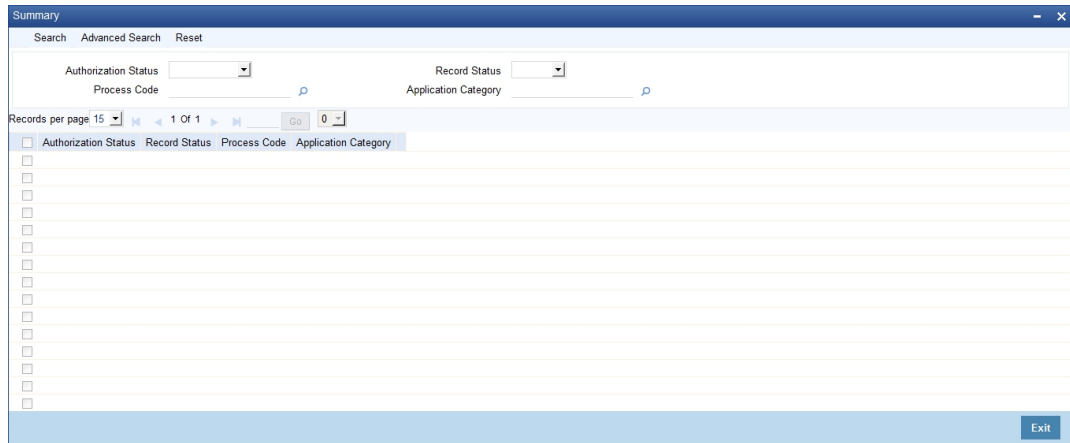 Summary
Search Advanced Search Reset
Authorization Status Record Status
Process Code Application Category
Records per page 15 1 Of 1 Go 0
Authorization Status Record Status Process Code Application Category
Exit